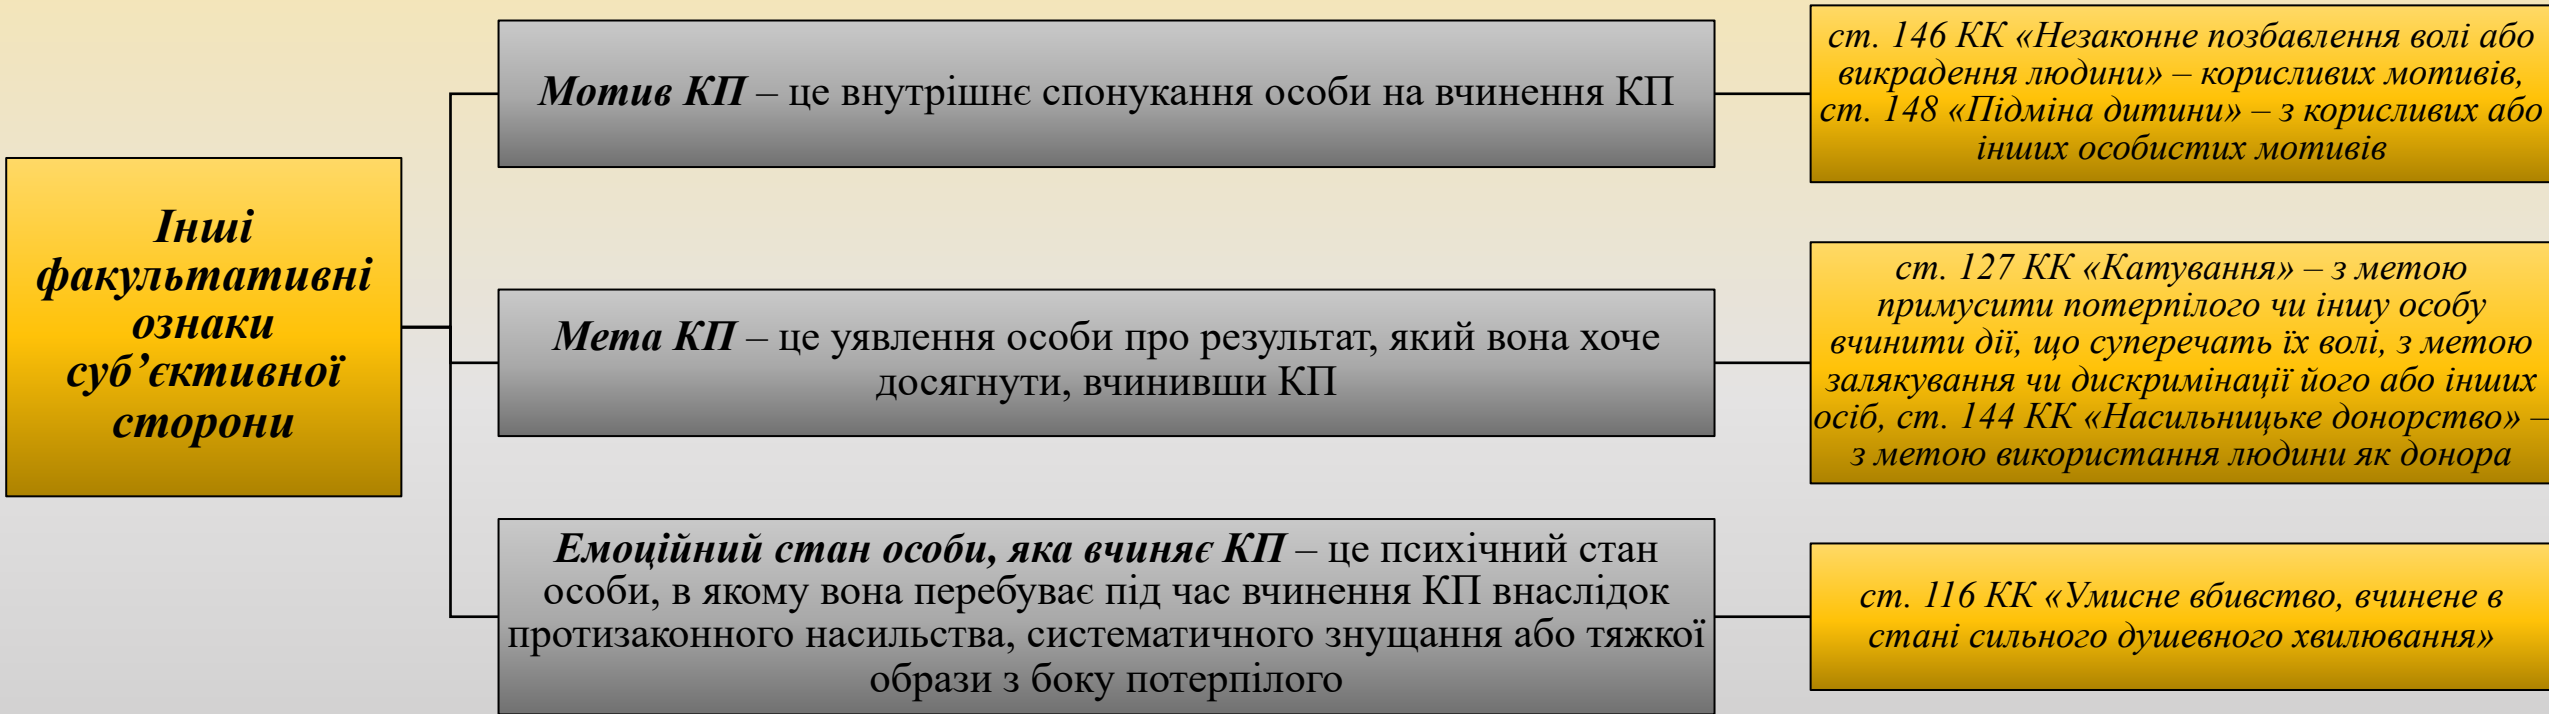 Інші
факультативні
ознаки
суб’єктивної
сторони
Мотив КП – це внутрішнє спонукання особи на вчинення КП
ст. 146 КК «Незаконне позбавлення волі або
викрадення людини» – корисливих мотивів,
ст. 148 «Підміна дитини» – з корисливих або
інших особистих мотивів
Мета КП – це уявлення особи про результат, який вона хоче
досягнути, вчинивши КП
ст. 127 КК «Катування» – з метою
примусити потерпілого чи іншу особу
вчинити дії, що суперечать їх волі, з метою
залякування чи дискримінації його або інших
осіб, ст. 144 КК «Насильницьке донорство» –
з метою використання людини як донора
Емоційний стан особи, яка вчиняє КП – це психічний стан
особи, в якому вона перебуває під час вчинення КП внаслідок
протизаконного насильства, систематичного знущання або тяжкої
образи з боку потерпілого
ст. 116 КК «Умисне вбивство, вчинене в
стані сильного душевного хвилювання»